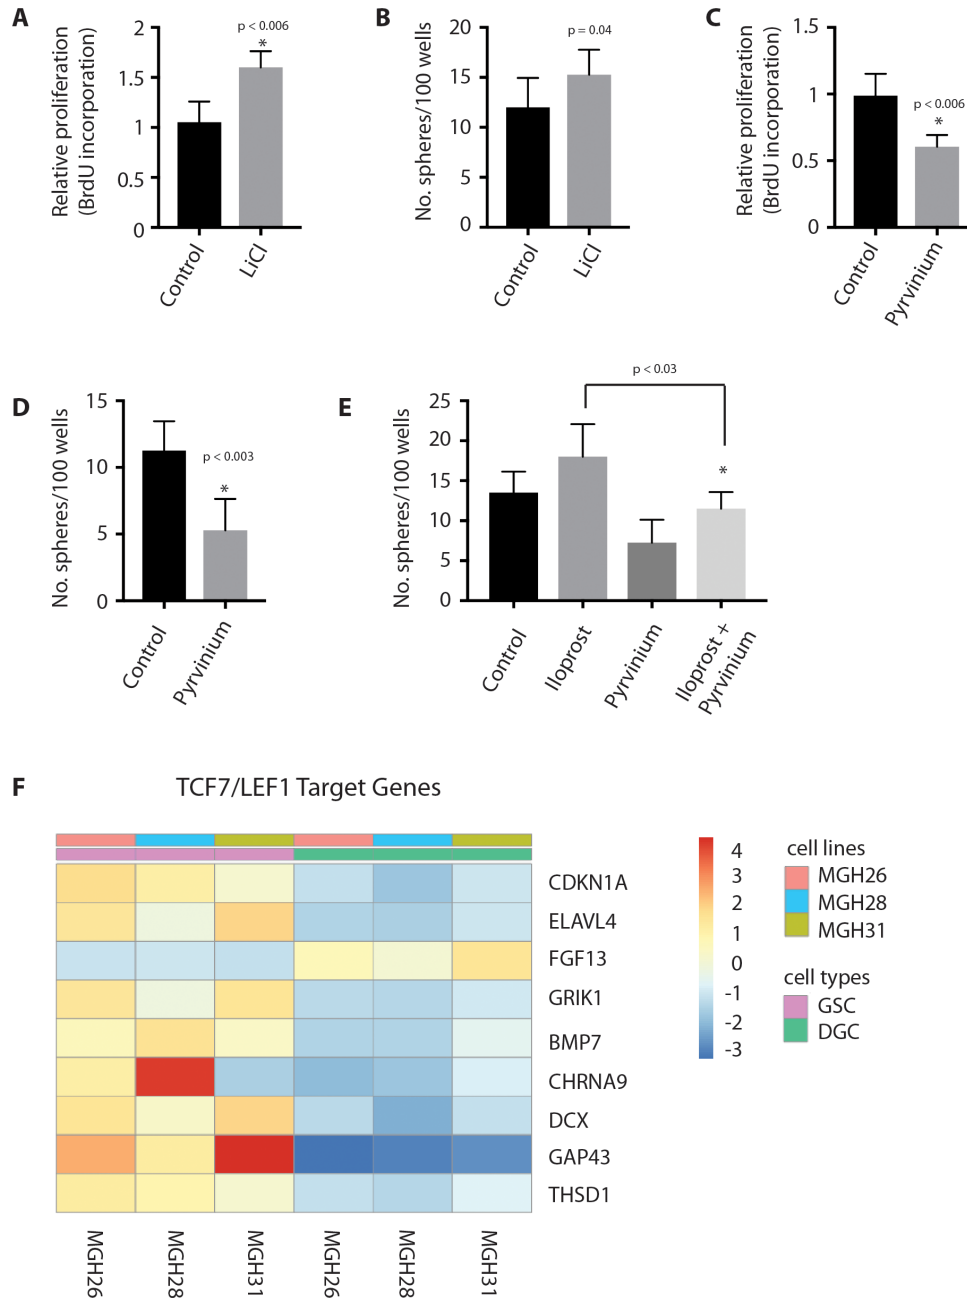 A
Relative proliferation
(BrdU incorporation)
2
1.5
1
0.5
0
p < 0.006
*
Control
LiCl
B
No. spheres/100 wells
20
15
10
5
0
p = 0.04
Control
LiCl
C
Relative proliferation
(BrdU incorporation)
1.5
1
0.5
0
p < 0.006
*
Control
Pyrvinium
D
No. spheres/100 wells
15
10
5
0
p < 0.003
*
Control
Pyrvinium
E
No. spheres/100 wells
25
20
15
10
5
0
p < 0.03
*
Control
Iloprost
Pyrvinium
Iloprost +
Pyrvinium
F
TCF7/LEF1 Target Genes
CDKN1A
ELAVL4
FGF13
GRIK1
BMP7
CHRNA9
DCX
GAP43
THSD1
MGH26
MGH28
MGH31
MGH26
MGH28
MGH31
4
3
2
1
0
-1
-2
-3
cell lines
MGH26
MGH28
MGH31
cell types
GSC
DGC